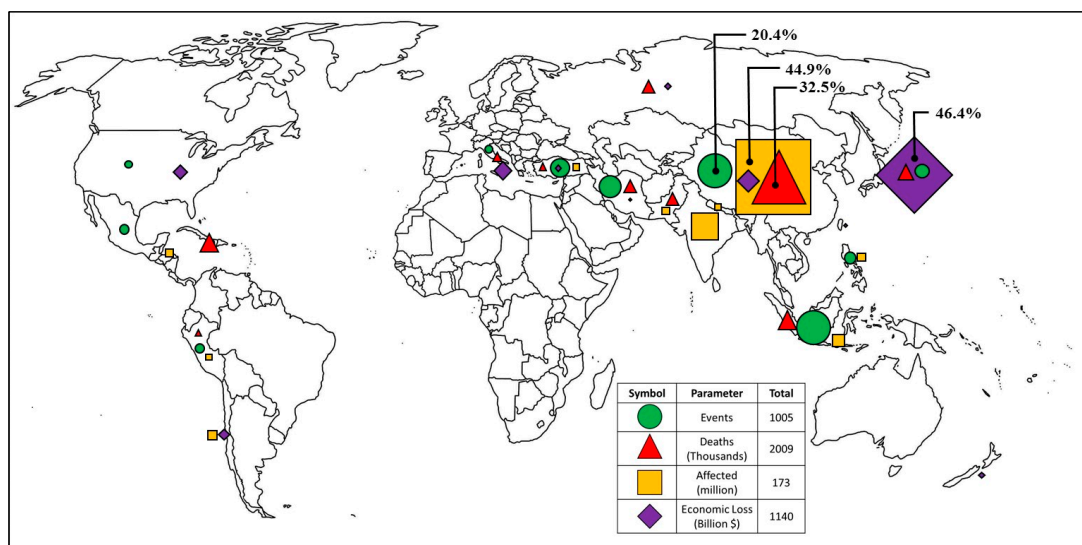 20.4%
44.9%
32.5%
46.4%
Symbol Parameter Total
Events 1005
Deaths
(Thousands) 2009
Affected
(million) 173
Economic Loss
(Billion $) 1140